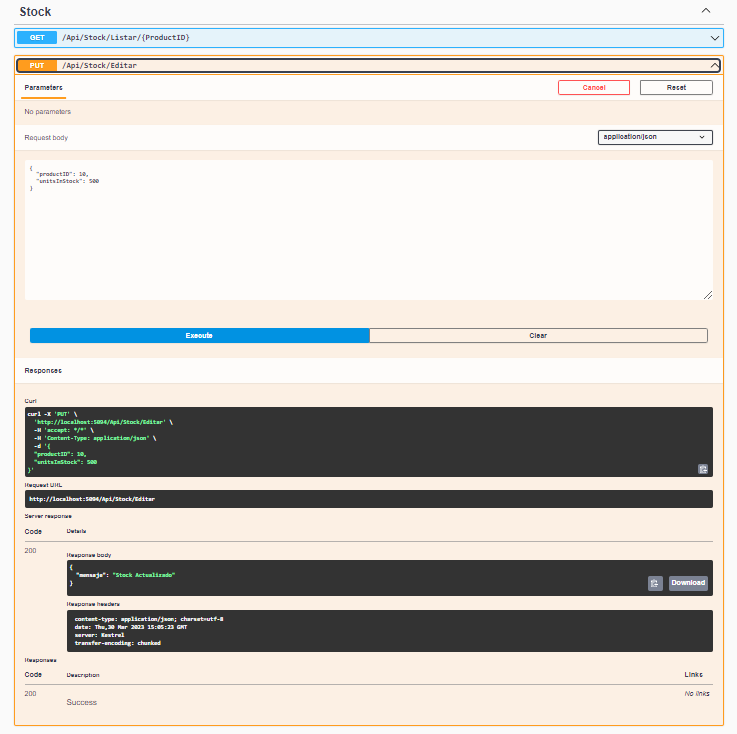 Stock
GET /Api/Stock/Listar/{ProductID}
PUT /Api/Stock/Editar
Parameters
Cancel
Reset
No parameters
Request body
application/json
{
"productID": 10,
"unitsInStock": 500
}
Execute
Clear
Responses
Curl
curl -X 'PUT' \
'http://localhost:5094/Api/Stock/Editar' \
-H 'accept: */*' \
-H 'Content-Type: application/json' \
-d '{
"productID": 10,
"unitsInStock": 500
}'
Request URL
http://localhost:5094/Api/Stock/Editar
Server response
Code Details
200
Response body
{
"mensaje": "Stock Actualizado"
}
Download
Response headers
content-type: application/json; charset=utf-8
date: Thu,30 Mar 2023 15:05:23 GMT
server: Kestrel
transfer-encoding: chunked
Responses
Code Description Links
200 No links
Success